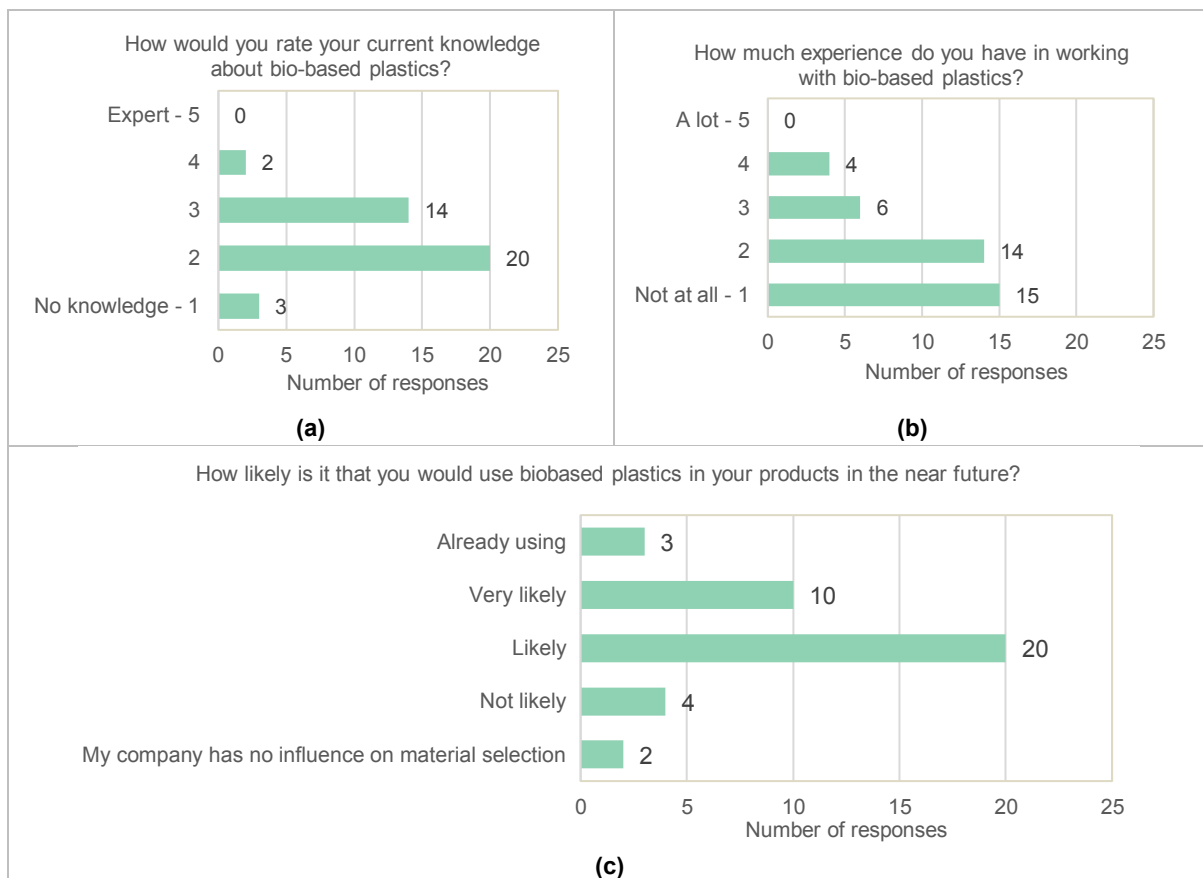 How would you rate your current knowledge
about bio-based plastics?
Expert - 5
0
4
2
3
14
2
20
No knowledge - 1
3
0 5 10 15 20 25
Number of responses
(a)
How much experience do you have in working
with bio-based plastics?
A lot - 5
0
4
4
3
6
2
14
Not at all - 1
15
0 5 10 15 20 25
Number of responses
(b)
How likely is it that you would use biobased plastics in your products in the near future?
Already using
3
Very likely
10
Likely
20
Not likely
4
My company has no influence on material selection
2
0 5 10 15 20 25
Number of responses
(c)